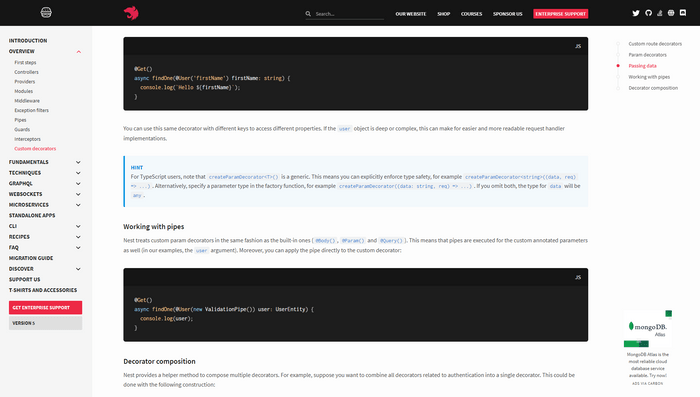 Search...
OUR WEBSITE
SHOP
COURSES
SPONSOR US
ENTERPRISE SUPPORT
INTRODUCTION
OVERVIEW
First steps
Controllers
Providers
Modules
Middleware
Exception filters
Pipes
Guards
Interceptors
Custom decorators
FUNDAMENTALS
TECHNIQUES
GRAPHQL
WEBSOCKETS
MICROSERVICES
STANDALONE APPS
CLI
RECIPES
FAQ
MIGRATION GUIDE
DISCOVER
SUPPORT US
T-SHIRTS AND ACCESSORIES
GET ENTERPRISE SUPPORT
VERSION 5
JS
@Get()
async findOne(@User('firstName') firstName: string) {
console.log(`Hello ${firstName}`);
}
You can use this same decorator with different keys to access different properties. If the user object is deep or complex, this can make for easier and more readable request handler
implementations.
HINT
For TypeScript users, note that createParamDecorator<T>() is a generic. This means you can explicitly enforce type safety, for example createParamDecorator<string>((data, req)
=> ...) . Alternatively, specify a parameter type in the factory function, for example createParamDecorator((data: string, req) => ...) . If you omit both, the type for data will be
any .
Working with pipes
Nest treats custom param decorators in the same fashion as the built-in ones ( @Body() , @Param() and @Query() ). This means that pipes are executed for the custom annotated parameters
as well (in our examples, the user argument). Moreover, you can apply the pipe directly to the custom decorator:
JS
@Get()
async findOne(@User(new ValidationPipe()) user: UserEntity) {
console.log(user);
}
Decorator composition
Nest provides a helper method to compose multiple decorators. For example, suppose you want to combine all decorators related to authentication into a single decorator. This could be
done with the following construction:
Custom route decorators
Param decorators
Passing data
Working with pipes
Decorator composition
mongoDB.
Atlas
MongoDB Atlas is the
most reliable cloud
database service
available. Try now!
ADS VIA CARBON